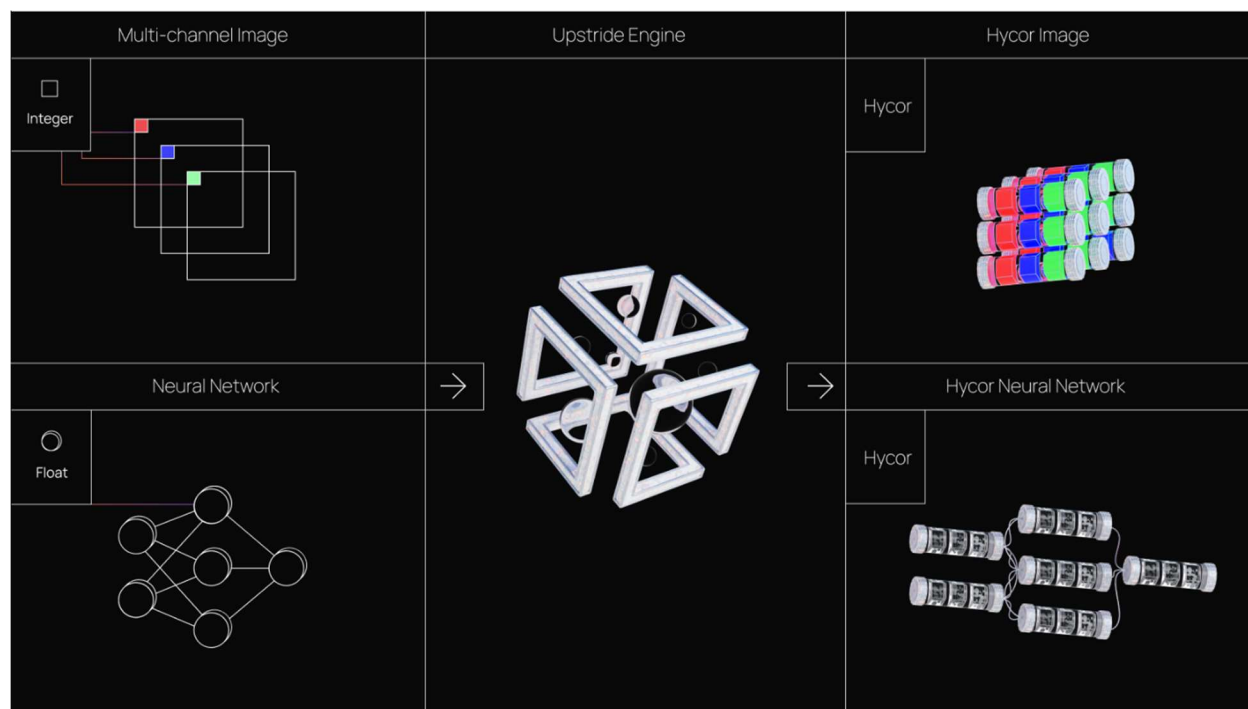 Multi-channel Image
Upstride Engine
Hycor Image
Integer
Hycor
Neural Network
Hycor Neural Network
Float
Hycor